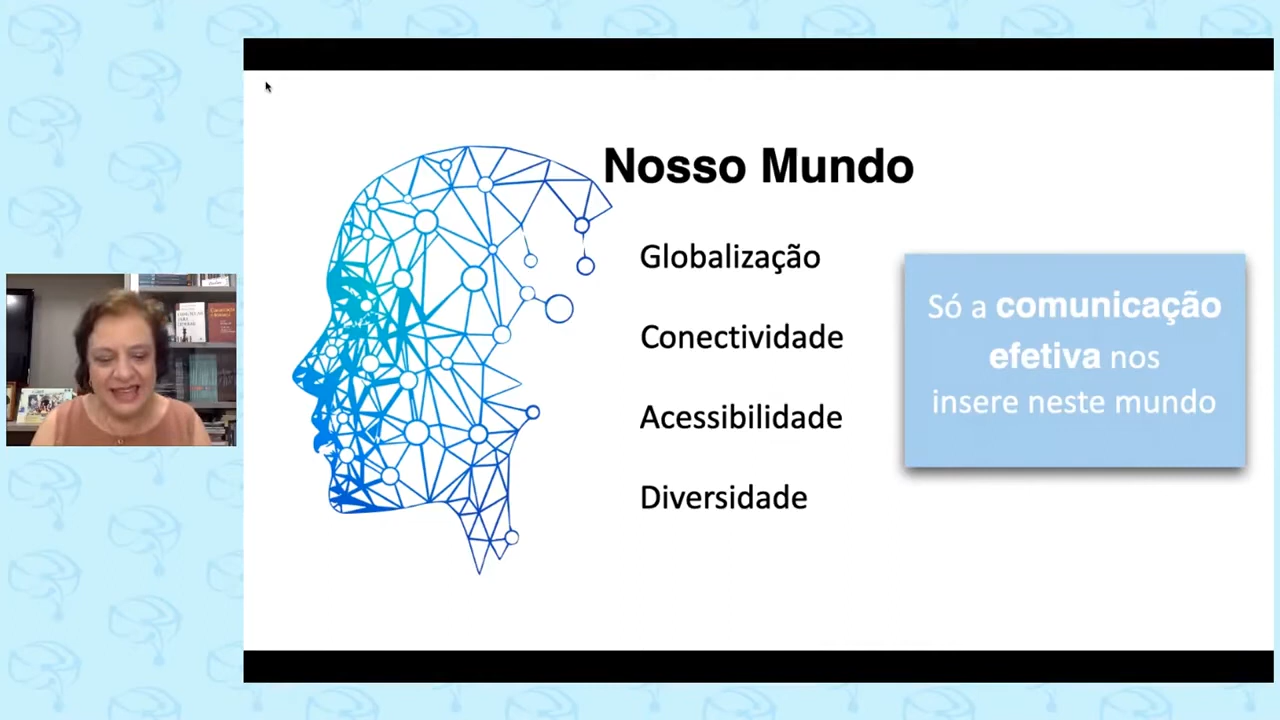 Nosso Mundo
Globalização
Conectividade
Acessibilidade
Diversidade
Só a comunicação
efetiva nos
insere neste mundo